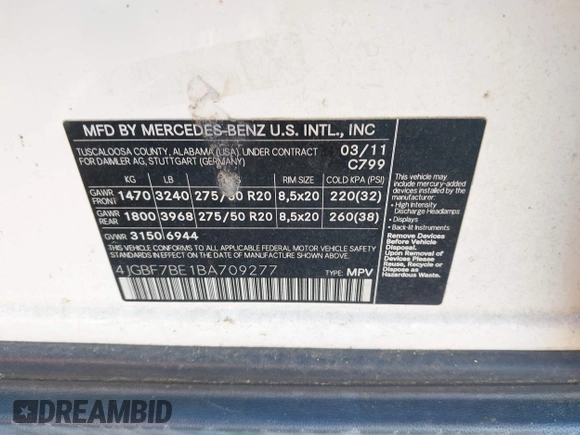 MFD BY MERCEDES-BENZ U.S. INTL., INC
TUSCALOOSA COUNTY, ALABAMA (USA) UNDER CONTRACT
FOR DAIMLER AG, STUTTGART (GERMANY)
03/11
C799
KG LB TIRE SIZE RIM SIZE COLD KPA (PSI)
GAWR FRONT 1470 3240 275/50 R20 8,5x20 220(32)
GAWR REAR 1800 3968 275/50 R20 8,5x20 260(38)
GVWR 3150 6944
THIS VEHICLE CONFORMS TO ALL APPLICABLE FEDERAL MOTOR VEHICLE SAFETY
STANDARDS IN EFFECT ON THE DATE OF MANUFACTURE SHOWN ABOVE.
4JGBF7BE1BA709277 TYPE: MPV
This vehicle may
include mercury-
added devices
installed by the
manufacturer:
• High Intensity
Discharge Headlamps
• Displays
• Back-lit Instruments
Remove Devices
Before Vehicle
Disposal. Upon
Removal of Devices
Please Reuse,
Recycle or Dispose as
Hazardous Waste.
DREAMBID